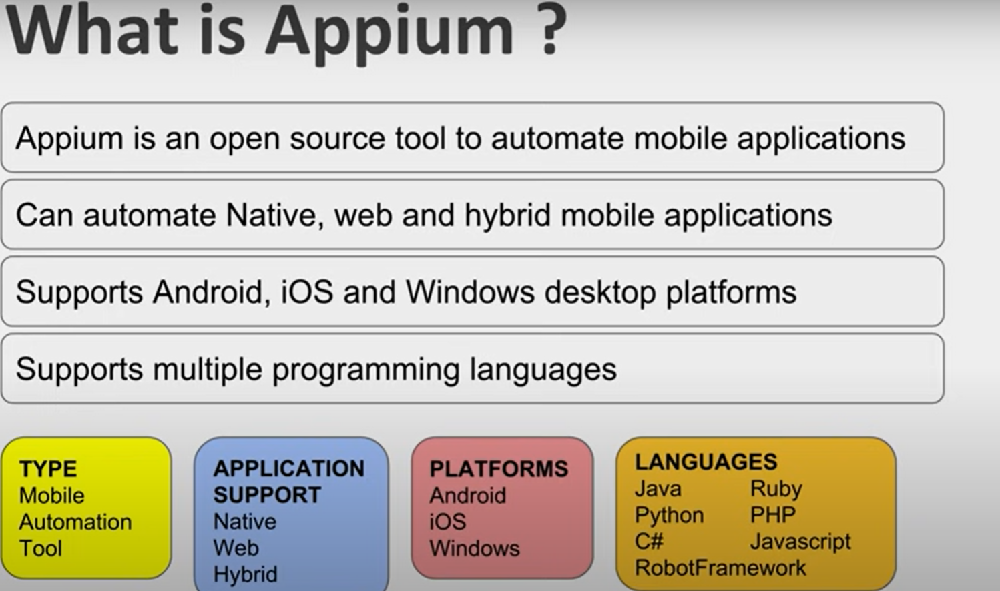 What is Appium ?
Appium is an open source tool to automate mobile applications
Can automate Native, web and hybrid mobile applications
Supports Android, iOS and Windows desktop platforms
Supports multiple programming languages
TYPE
Mobile
Automation
Tool
APPLICATION
SUPPORT
Native
Web
Hybrid
PLATFORMS
Android
iOS
Windows
LANGUAGES
Java Ruby
Python PHP
C# Javascript
RobotFramework